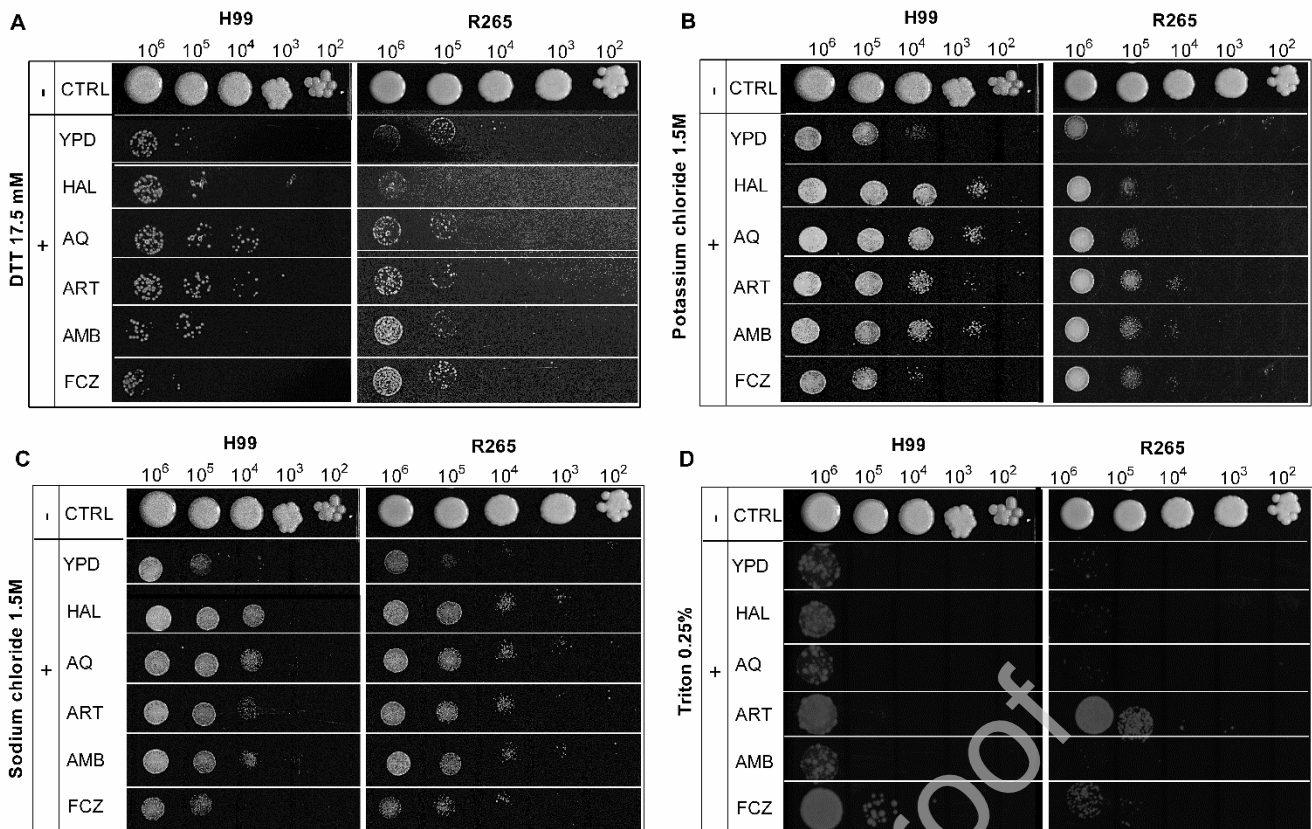 A
H99
R265
10⁶ 10⁵ 10⁴ 10³ 10² 10⁶ 10⁵ 10⁴ 10³ 10²
- CTRL
DTT 17.5 mM
+
YPD
HAL
AQ
ART
AMB
FCZ
B
H99
R265
10⁶ 10⁵ 10⁴ 10³ 10² 10⁶ 10⁵ 10⁴ 10³ 10²
- CTRL
Potassium chloride 1.5M
+
YPD
HAL
AQ
ART
AMB
FCZ
C
H99
R265
10⁶ 10⁵ 10⁴ 10³ 10² 10⁶ 10⁵ 10⁴ 10³ 10²
- CTRL
Sodium chloride 1.5M
+
YPD
HAL
AQ
ART
AMB
FCZ
D
H99
R265
10⁶ 10⁵ 10⁴ 10³ 10² 10⁶ 10⁵ 10⁴ 10³ 10²
- CTRL
Triton 0.25%
+
YPD
HAL
AQ
ART
AMB
FCZ
roof